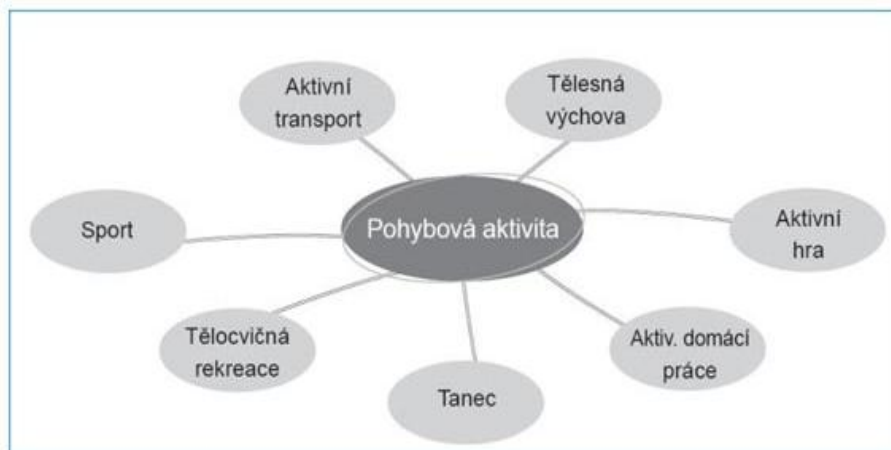 Aktivní
transport
Tělesná
výchova
Sport
Pohybová aktivita
Aktivní
hra
Tělocvičná
rekreace
Tanec
Aktiv. domácí
práce